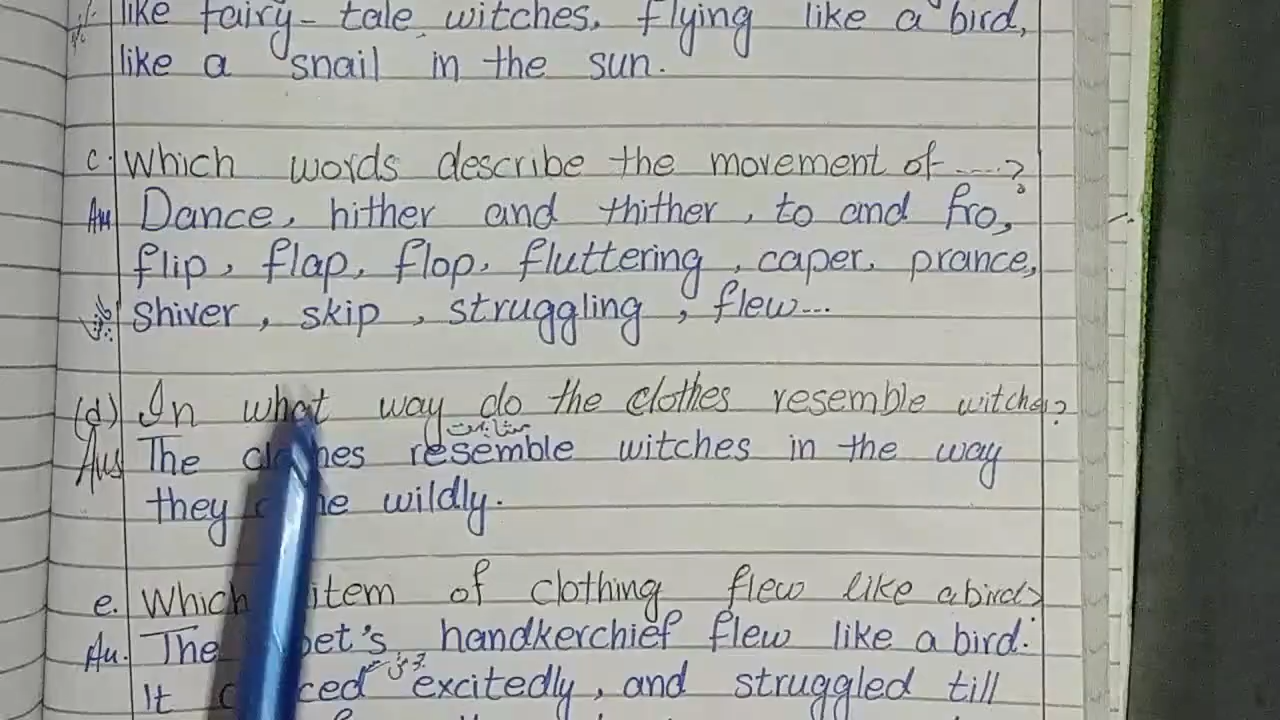 like fairy-tale witches, flying like a bird,
like a snail in the sun.
c. Which words describe the movement of ....?
Ans Dance, hither and thither, to and fro,
flip, flap, flop, fluttering, caper, prance,
shiver, skip, struggling, flew...
(d) In what way do the clothes resemble witches?
مشابہت
Ans The clothes resemble witches in the way
they wildly.
e. Which item of clothing flew like a bird?
An. The handkerchief flew like a bird.
It excitedly, and struggled till